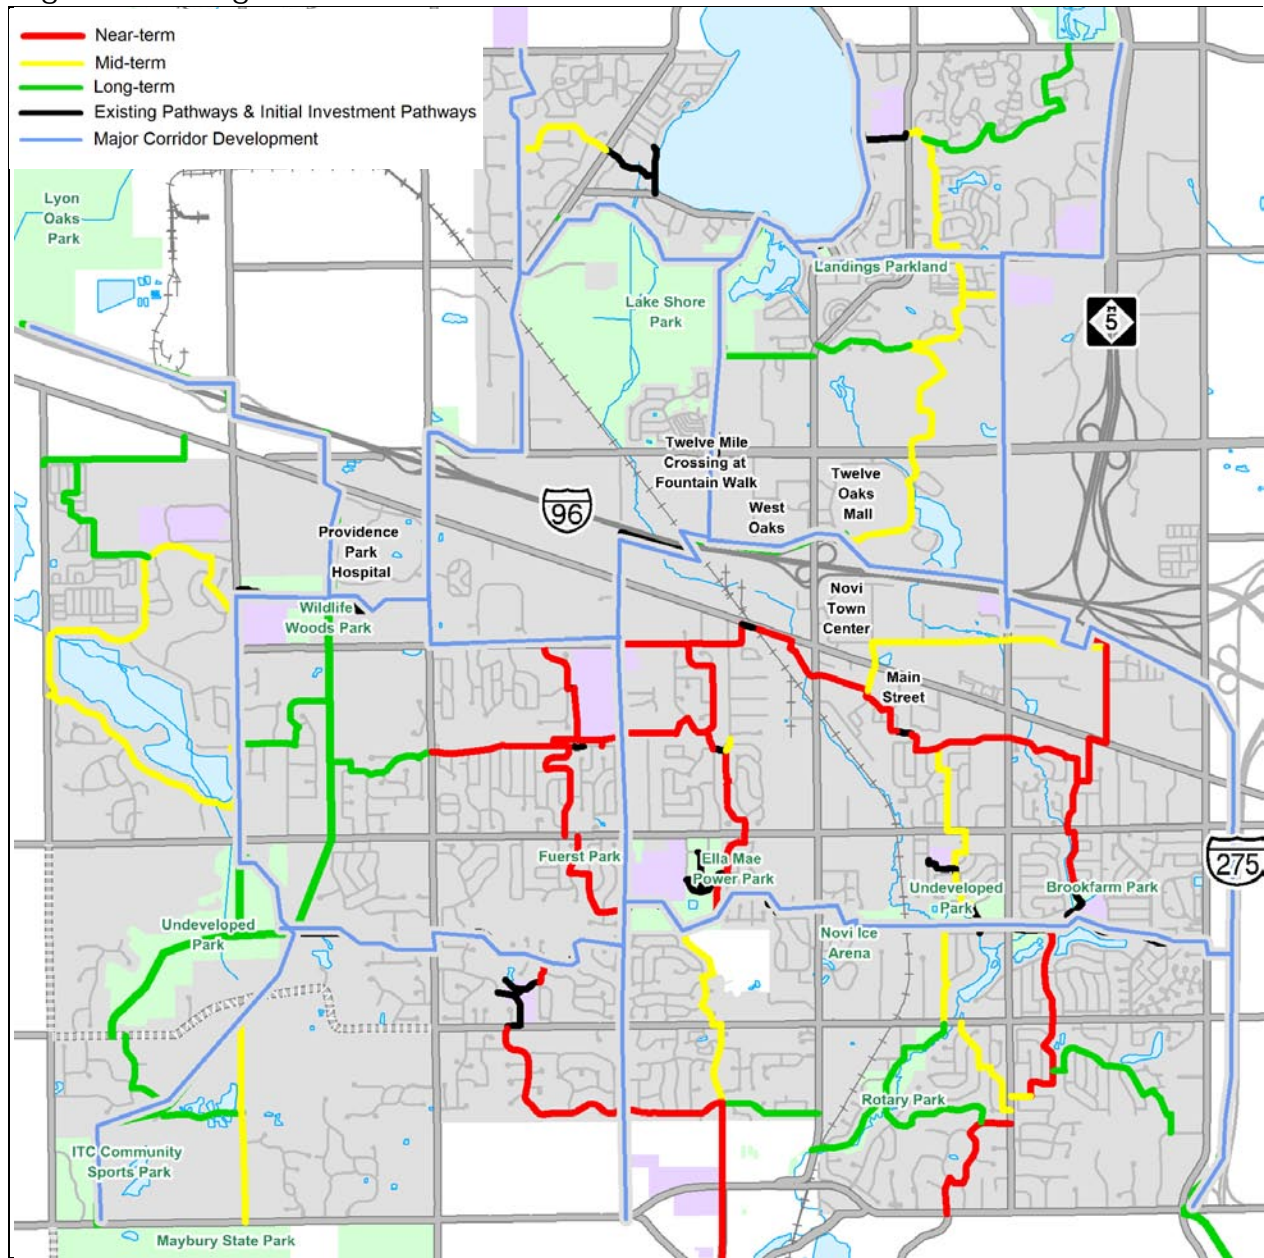 Near-term
Mid-term
Long-term
Existing Pathways & Initial Investment Pathways
Major Corridor Development
Lyon
Oaks
Park
Landings Parkland
Lake Shore
Park
M
5
Twelve Mile
Crossing at
Fountain Walk
Twelve
Oaks
Mall
West
Oaks
96
Providence
Park
Hospital
Novi
Town
Center
Wildlife
Woods Park
Main
Street
Fuerst Park
Ella Mae
Power Park
275
Undeveloped
Park
Brookfarm Park
Undeveloped
Park
Novi Ice
Arena
Rotary Park
ITC Community
Sports Park
Maybury State Park